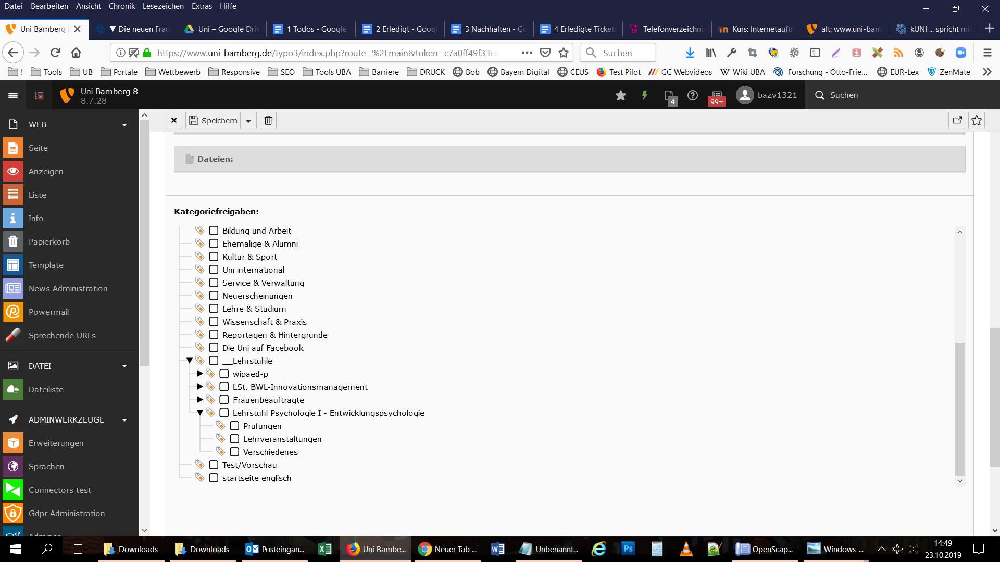 Datei Bearbeiten Ansicht Chronik Lesezeichen Extras Hilfe
Uni Bamberg 8 ▼ Die neuen Frau Uni – Google Driv 1 Todos - Google 2 Erledigt - Googl 3 Nachhalten - Go 4 Erledigte Tickets Telefonverzeichnis Kurs: Internetauftr alt: www.uni-bam kUNI ... spricht mit
https://www.uni-bamberg.de/typo3/index.php?route=%2Fmain&token=c7a0ff49f33ea Suchen
! Tools UB Portale Wettbewerb Responsive SEO Tools UBA Barriere DRUCK Bob Bayern Digital CEUS Test Pilot GG Webvideos Wiki UBA Forschung - Otto-Frie... EUR-Lex ZenMate
Uni Bamberg 8
8.7.28
4 99+ bazv1321 Suchen
Speichern
WEB
Seite
Anzeigen
Liste
Info
Papierkorb
Template
News Administration
Powermail
Sprechende URLs
DATEI
Dateiliste
ADMINWERKZEUGE
Erweiterungen
Sprachen
Connectors test
Gdpr Administration
Dateien:
Kategoriefreigaben:
Bildung und Arbeit
Ehemalige & Alumni
Kultur & Sport
Uni international
Service & Verwaltung
Neuerscheinungen
Lehre & Studium
Wissenschaft & Praxis
Reportagen & Hintergründe
Die Uni auf Facebook
__Lehrstühle
wipaed-p
LSt. BWL-Innovationsmanagement
Frauenbeauftragte
Lehrstuhl Psychologie I - Entwicklungspsychologie
Prüfungen
Lehrveranstaltungen
Verschiedenes
Test/Vorschau
startseite englisch
Downloads Downloads Posteingan... Uni Bambe... Neuer Tab ... Unbenannt... OpenScap... Windows-...
14:49
23.10.2019